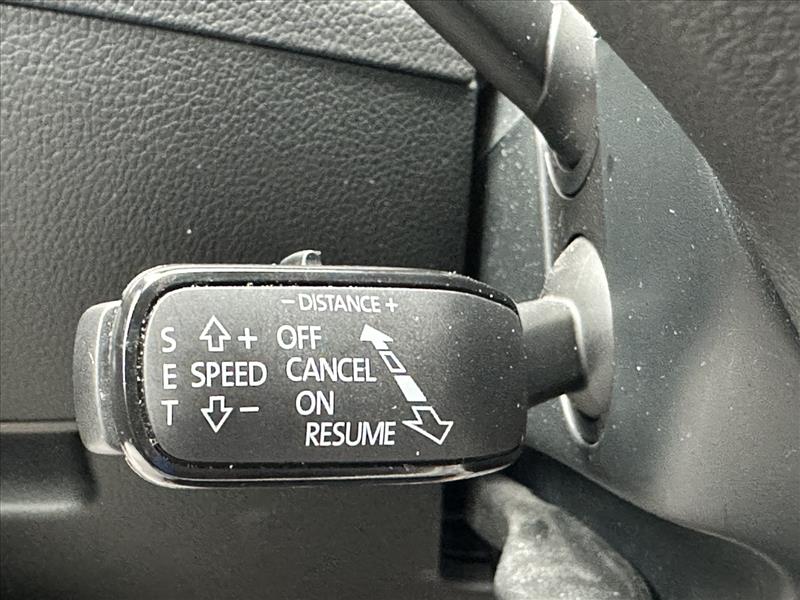 – DISTANCE +
S + OFF
E SPEED CANCEL
T – ON
RESUME